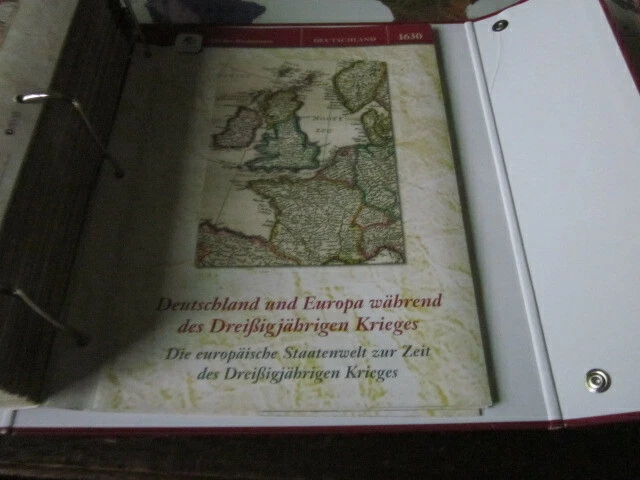 DEUTSCHLAND
1630
Deutschland und Europa während
des Dreißigjährigen Krieges
Die europäische Staatenwelt zur Zeit
des Dreißigjährigen Krieges